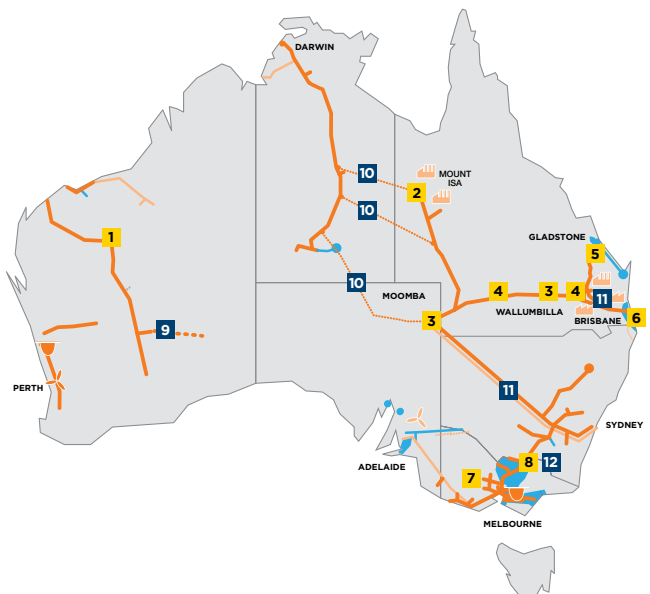 DARWIN
10
MOUNT
ISA
2
10
1
GLADSTONE
5
10
MOOMBA
4
3
4
11
WALLUMBILLA
BRISBANE
6
3
9
PERTH
11
SYDNEY
ADELAIDE
8
12
7
MELBOURNE